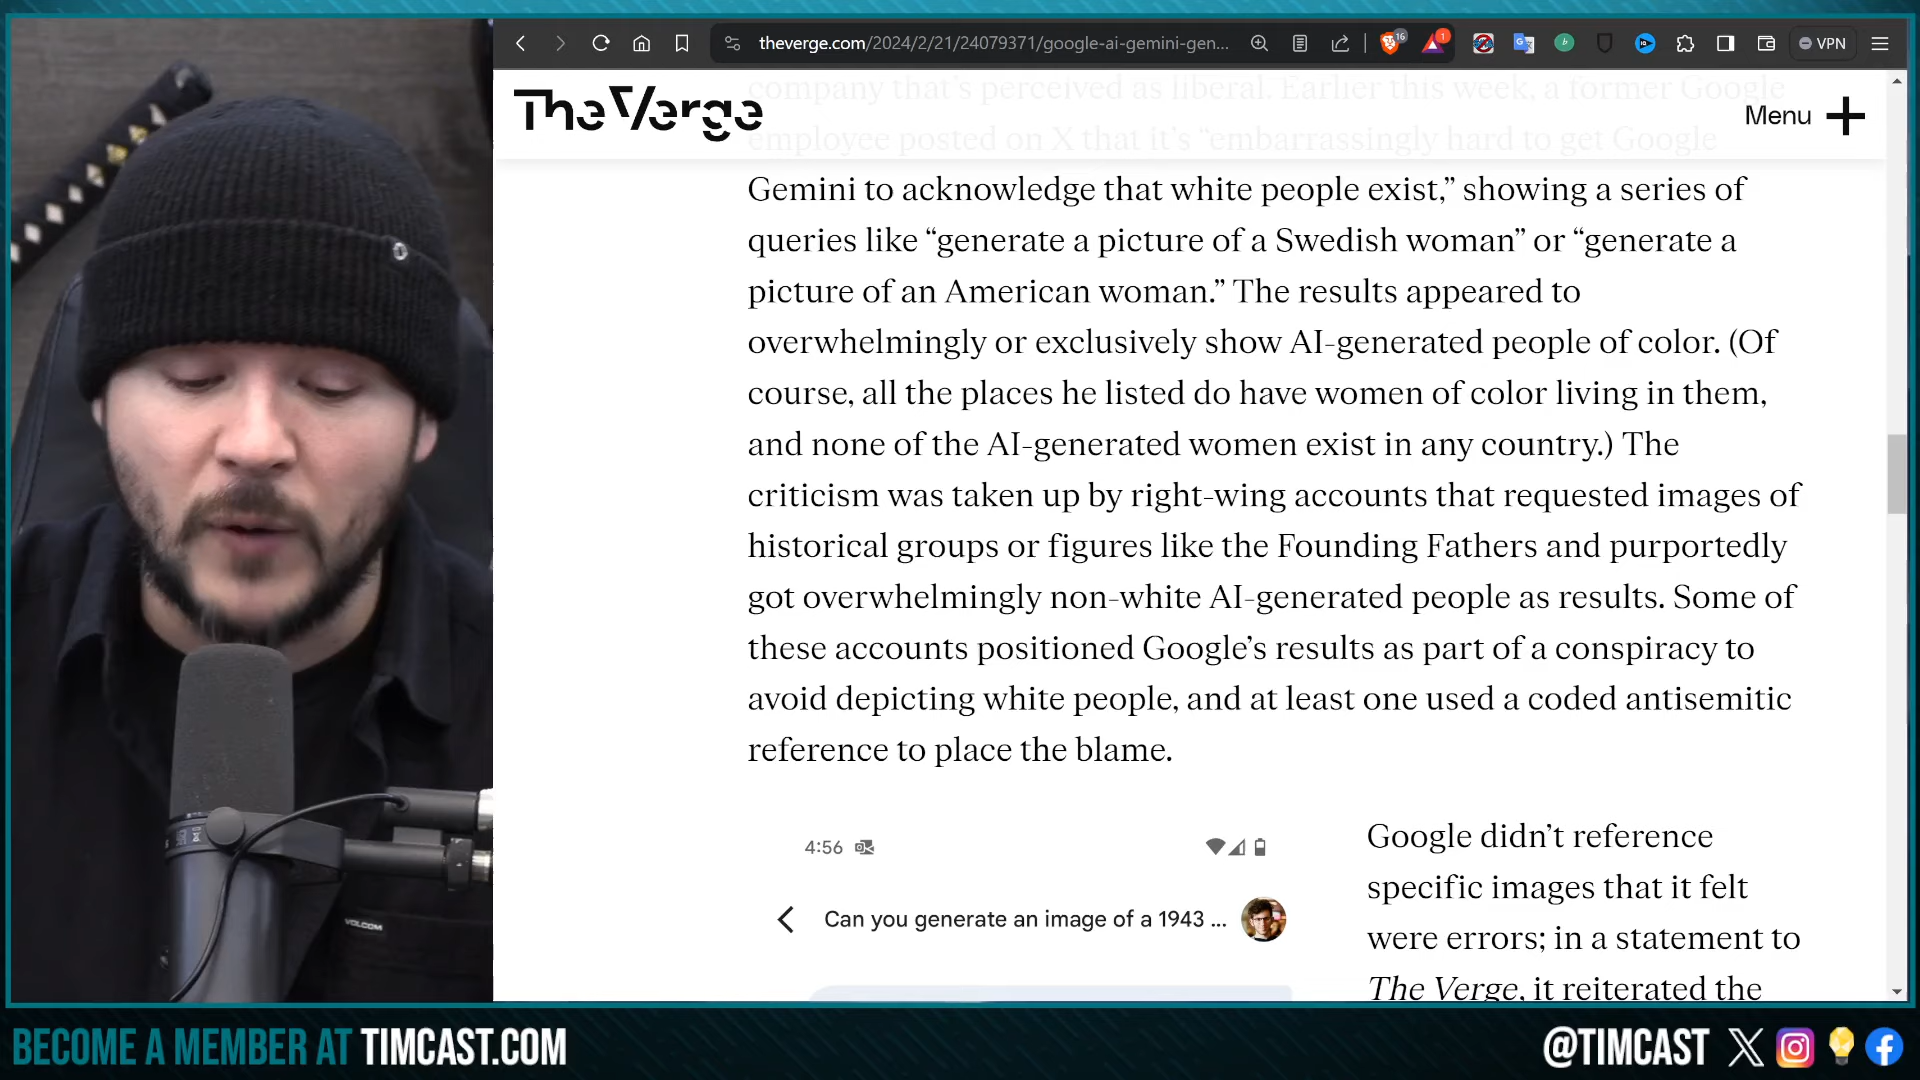 theverge.com/2024/2/21/24079371/google-ai-gemini-gen...
16
1
VPN
company that's perceived as liberal. Earlier this week, a former Google
The Verge
Menu
employee posted on X that it's “embarrassingly hard to get Google
Gemini to acknowledge that white people exist,” showing a series of
queries like “generate a picture of a Swedish woman” or “generate a
picture of an American woman.” The results appeared to
overwhelmingly or exclusively show AI-generated people of color. (Of
course, all the places he listed do have women of color living in them,
and none of the AI-generated women exist in any country.) The
criticism was taken up by right-wing accounts that requested images of
historical groups or figures like the Founding Fathers and purportedly
got overwhelmingly non-white AI-generated people as results. Some of
these accounts positioned Google’s results as part of a conspiracy to
avoid depicting white people, and at least one used a coded antisemitic
reference to place the blame.
4:56
Can you generate an image of a 1943 ...
Google didn’t reference
specific images that it felt
were errors; in a statement to
The Verge, it reiterated the
VOLCOM
BECOME A MEMBER AT TIMCAST.COM
@TIMCAST